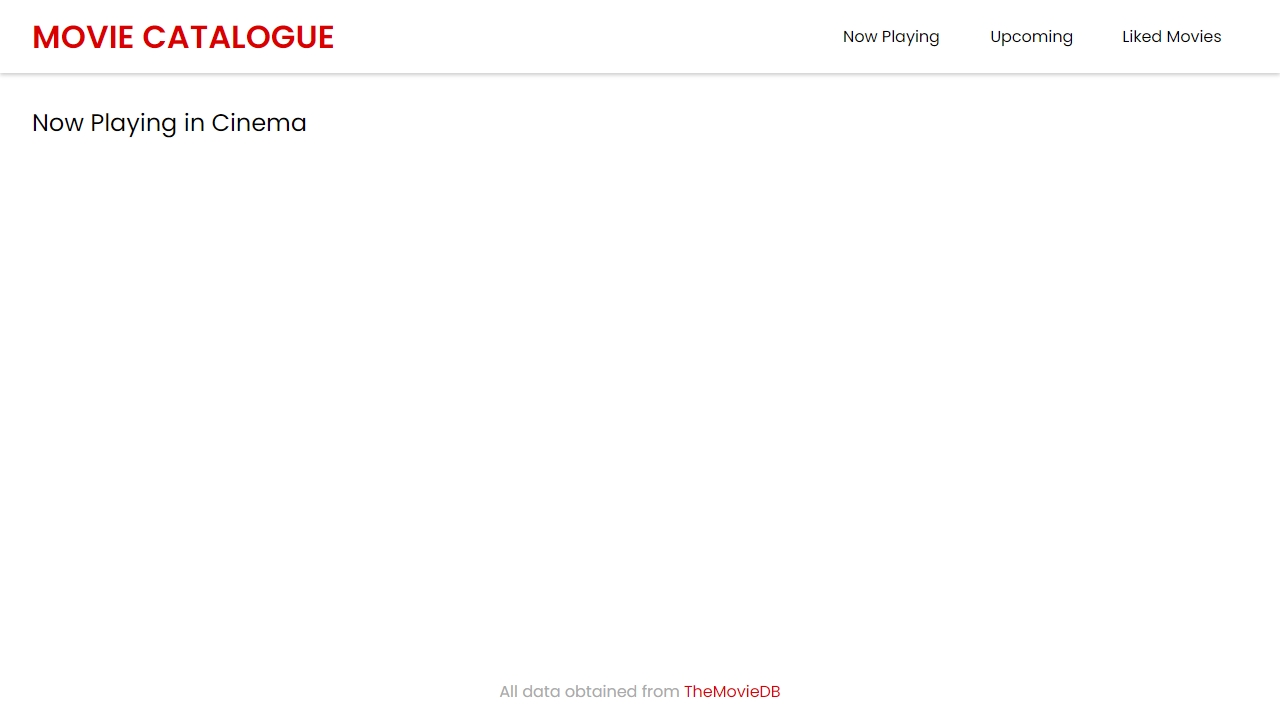 MOVIE CATALOGUE
Now Playing
Upcoming
Liked Movies
Now Playing in Cinema
All data obtained from TheMovieDB